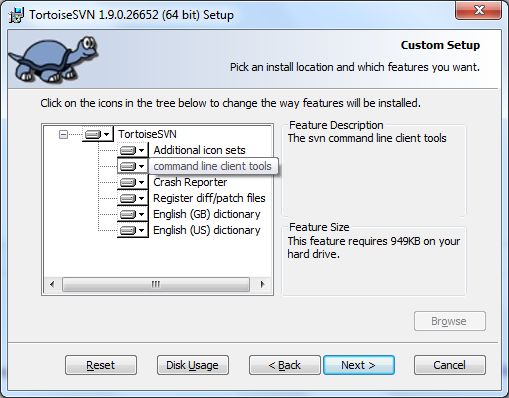 TortoiseSVN 1.9.0.26652 (64 bit) Setup
Custom Setup
Pick an install location and which features you want.
Click on the icons in the tree below to change the way features will be installed.
TortoiseSVN
Additional icon sets
command line client tools
Crash Reporter
Register diff/patch files
English (GB) dictionary
English (US) dictionary
Feature Description
The svn command line client tools
Feature Size
This feature requires 949KB on your
hard drive.
Browse
Reset
Disk Usage
< Back
Next >
Cancel